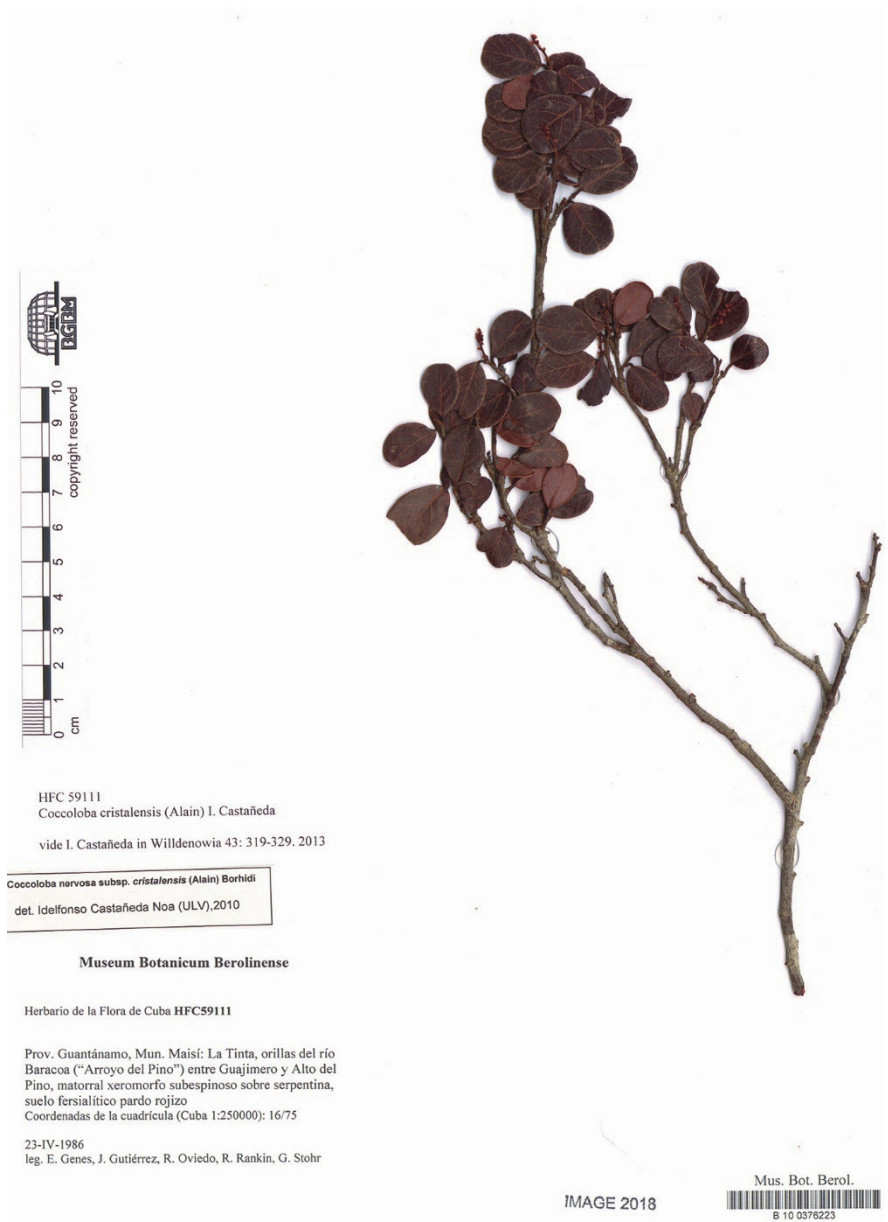 BGBM
copyright reserved
0 1 2 3 4 5 6 7 8 9 10
cm
HFC 59111
Coccoloba cristalensis (Alain) I. Castañeda
vide I. Castañeda in Willdenowia 43: 319-329. 2013
Coccoloba nervosa subsp. cristalensis (Alain) Borhidi
det. Idelfonso Castañeda Noa (ULV),2010
Museum Botanicum Berolinense
Herbario de la Flora de Cuba HFC59111
Prov. Guantánamo, Mun. Maisí: La Tinta, orillas del río
Baracoa (“Arroyo del Pino”) entre Guajimero y Alto del
Pino, matorral xeromorfo subespinoso sobre serpentina,
suelo fersialítico pardo rojizo
Coordenadas de la cuadrícula (Cuba 1:250000): 16/75
23-IV-1986
leg. E. Genes, J. Gutiérrez, R. Oviedo, R. Rankin, G. Stohr
IMAGE 2018
Mus. Bot. Berol.
B 10 0376223